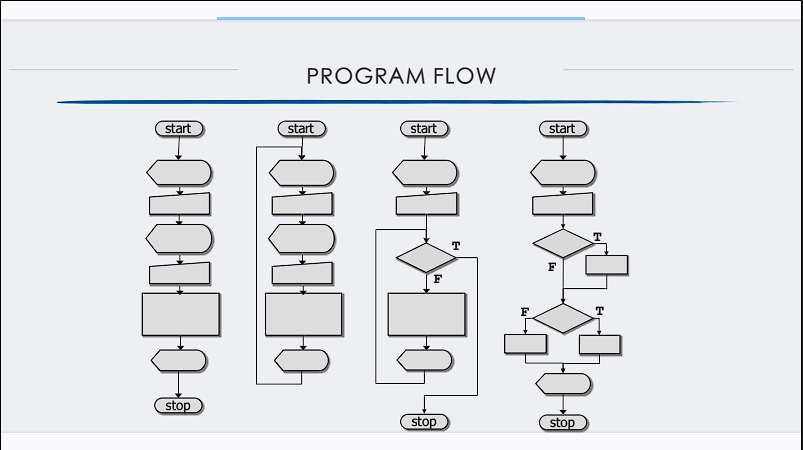 PROGRAM FLOW
start start start start
T T
F F
F T
stop stop stop